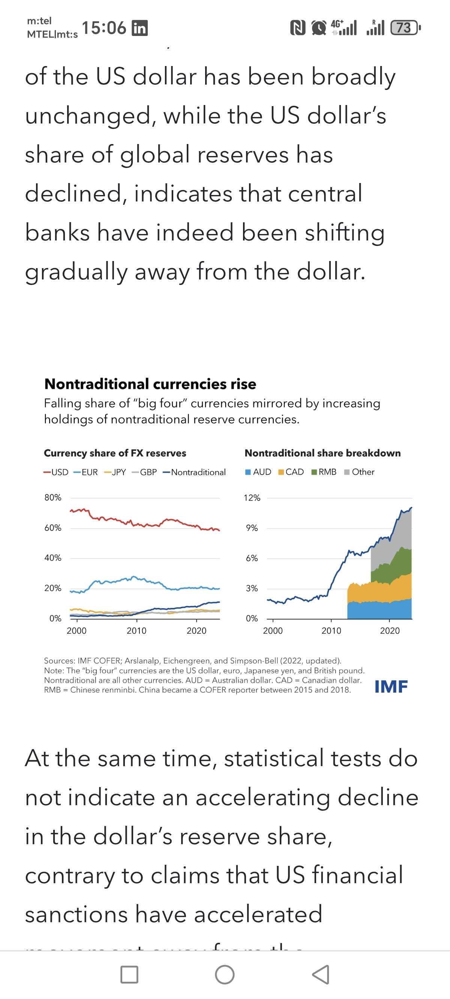 m:tel
MTEL|mt:s 15:06 in
N 4G+ R 73
of the US dollar has been broadly
unchanged, while the US dollar’s
share of global reserves has
declined, indicates that central
banks have indeed been shifting
gradually away from the dollar.
Nontraditional currencies rise
Falling share of “big four” currencies mirrored by increasing
holdings of nontraditional reserve currencies.
Currency share of FX reserves
USD EUR JPY GBP Nontraditional
80%
60%
40%
20%
0%
2000 2010 2020
Nontraditional share breakdown
AUD CAD RMB Other
12%
9%
6%
3%
0%
2000 2010 2020
Sources: IMF COFER; Arslanalp, Eichengreen, and Simpson-Bell (2022, updated).
Note: The “big four” currencies are the US dollar, euro, Japanese yen, and British pound.
Nontraditional are all other currencies. AUD = Australian dollar. CAD = Canadian dollar.
RMB = Chinese renminbi. China became a COFER reporter between 2015 and 2018.
IMF
At the same time, statistical tests do
not indicate an accelerating decline
in the dollar’s reserve share,
contrary to claims that US financial
sanctions have accelerated